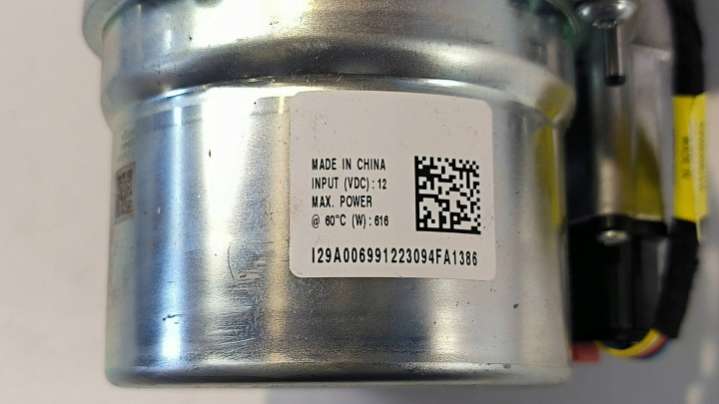 MADE IN CHINA
INPUT (VDC): 12
MAX. POWER
@ 60°C (W): 616
I29A006991223094FA1386